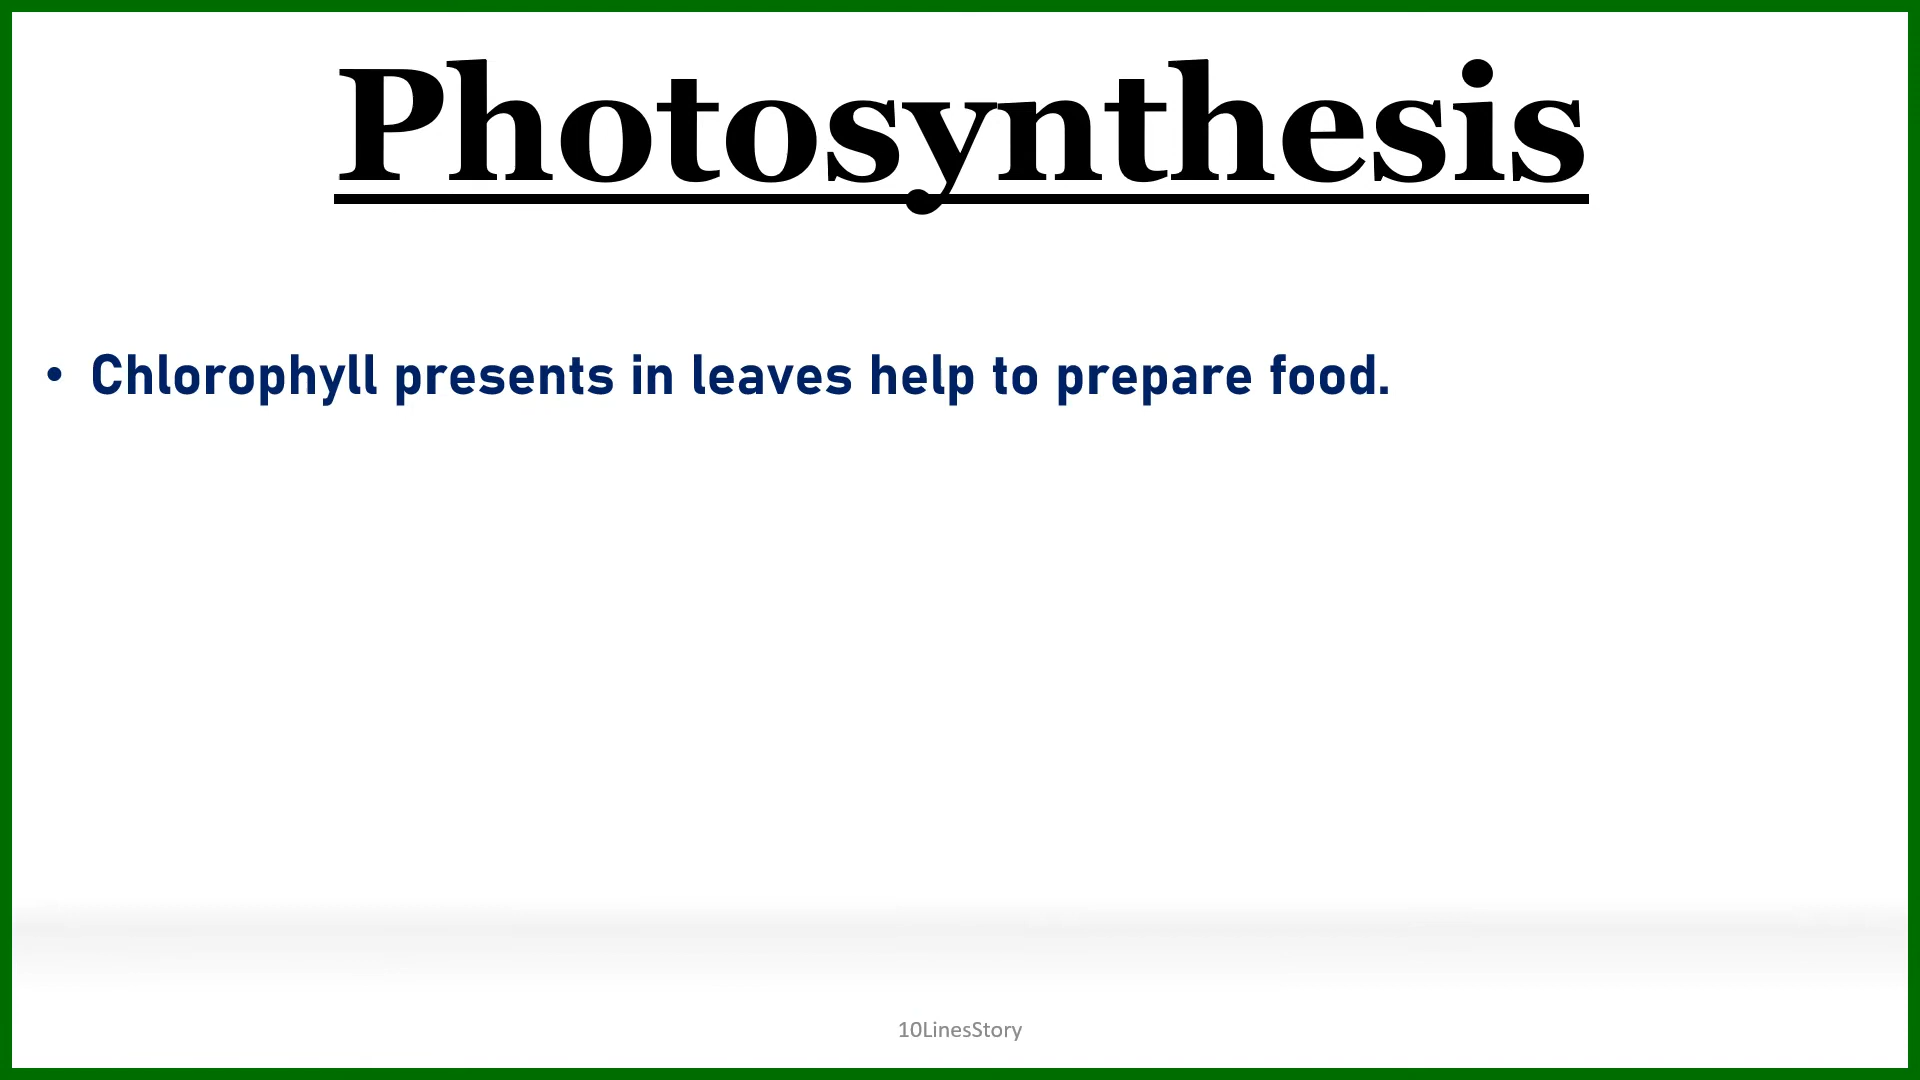 Photosynthesis
• Chlorophyll presents in leaves help to prepare food.
10LinesStory